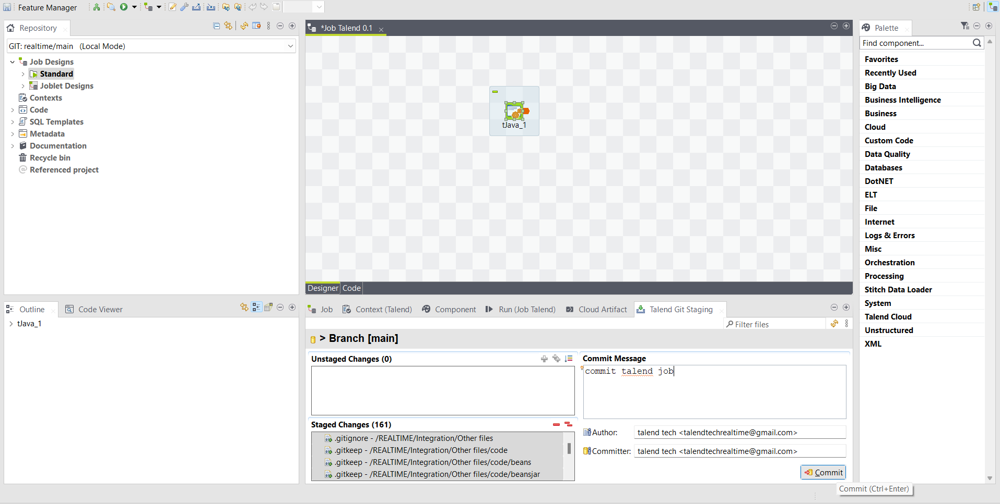 Feature Manager
Repository
GIT: realtime/main   (Local Mode)
Job Designs
Standard
Joblet Designs
Contexts
Code
SQL Templates
Metadata
Documentation
Recycle bin
Referenced project
*Job Talend 0.1
tJava_1
Designer
Code
Palette
Find component...
Favorites
Recently Used
Big Data
Business Intelligence
Business
Cloud
Custom Code
Data Quality
Databases
DotNET
ELT
File
Internet
Logs & Errors
Misc
Orchestration
Processing
Stitch Data Loader
System
Talend Cloud
Unstructured
XML
Outline
Code Viewer
tJava_1
Job
Context (Talend)
Component
Run (Job Talend)
Cloud Artifact
Talend Git Staging
Filter files
> Branch [main]
Unstaged Changes (0)
Staged Changes (161)
.gitignore - /REALTIME/Integration/Other files
.gitkeep - /REALTIME/Integration/Other files/code
.gitkeep - /REALTIME/Integration/Other files/code/beans
.gitkeep - /REALTIME/Integration/Other files/code/beansjar
Commit Message
commit talend job
Author:
talend tech <talendtechrealtime@gmail.com>
Committer:
talend tech <talendtechrealtime@gmail.com>
Commit
Commit (Ctrl+Enter)